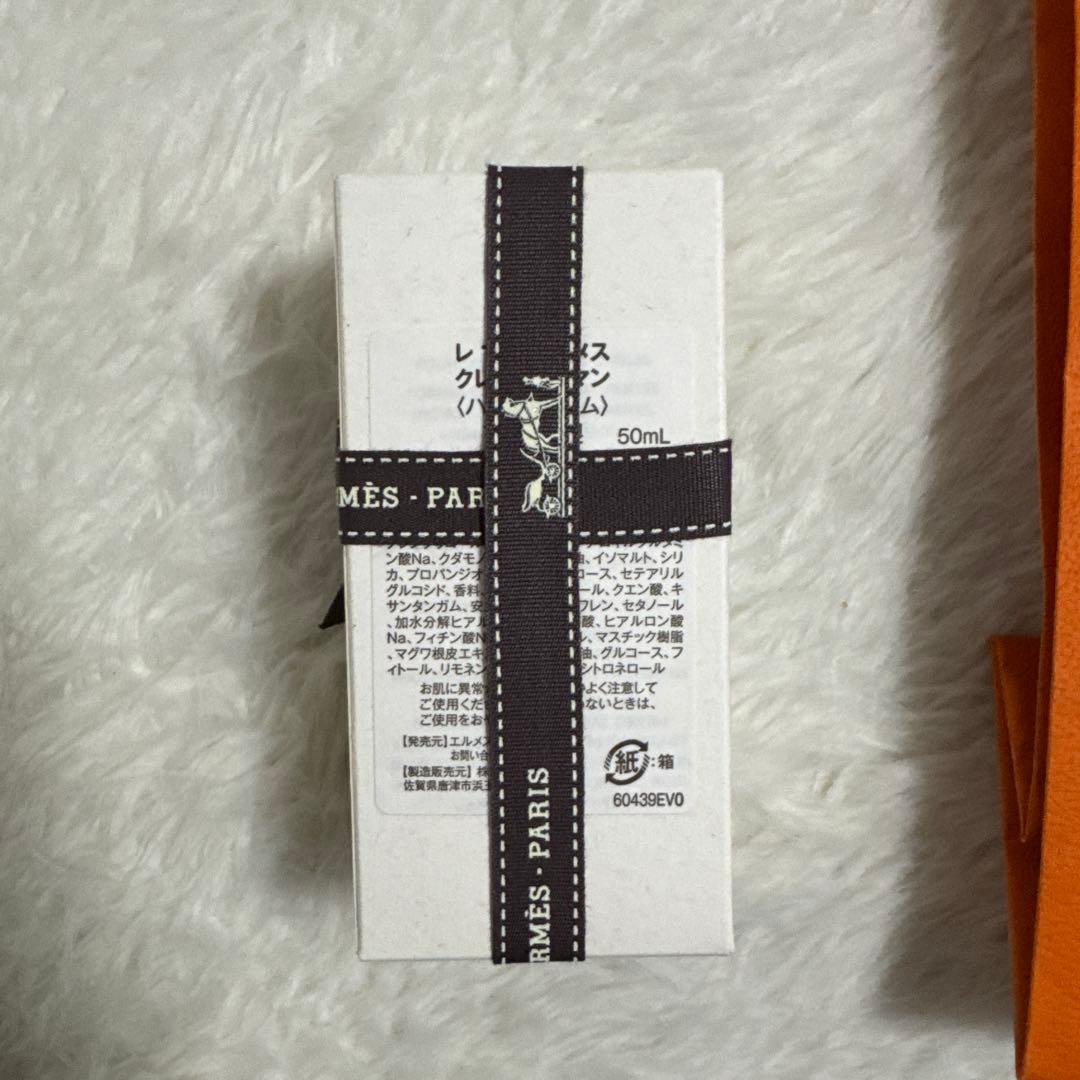 レ メス
クレ マン
〈ハ ム〉
50mL
MÈS - PAR
ン酸Na、クダモノ 油、イソマルト、シリ
カ、プロパンジオ ロース、セテアリル
グルコシド、香料、 ール、クエン酸、キ
サンタンガム、安 フレン、セタノール
、加水分解ヒアル 酸、ヒアルロン酸
Na、フィチン酸N ル、マスチック樹脂
、マグワ根皮エキ 油、グルコース、フ
ィトール、リモネン シトロネロール
お肌に異常 よく注意して
ご使用くだ ないときは、
ご使用をお
【発売元】エルメス
お問い合
【製造販売元】株
佐賀県唐津市浜玉
紙:箱
60439EV0
RMÈS - PARIS